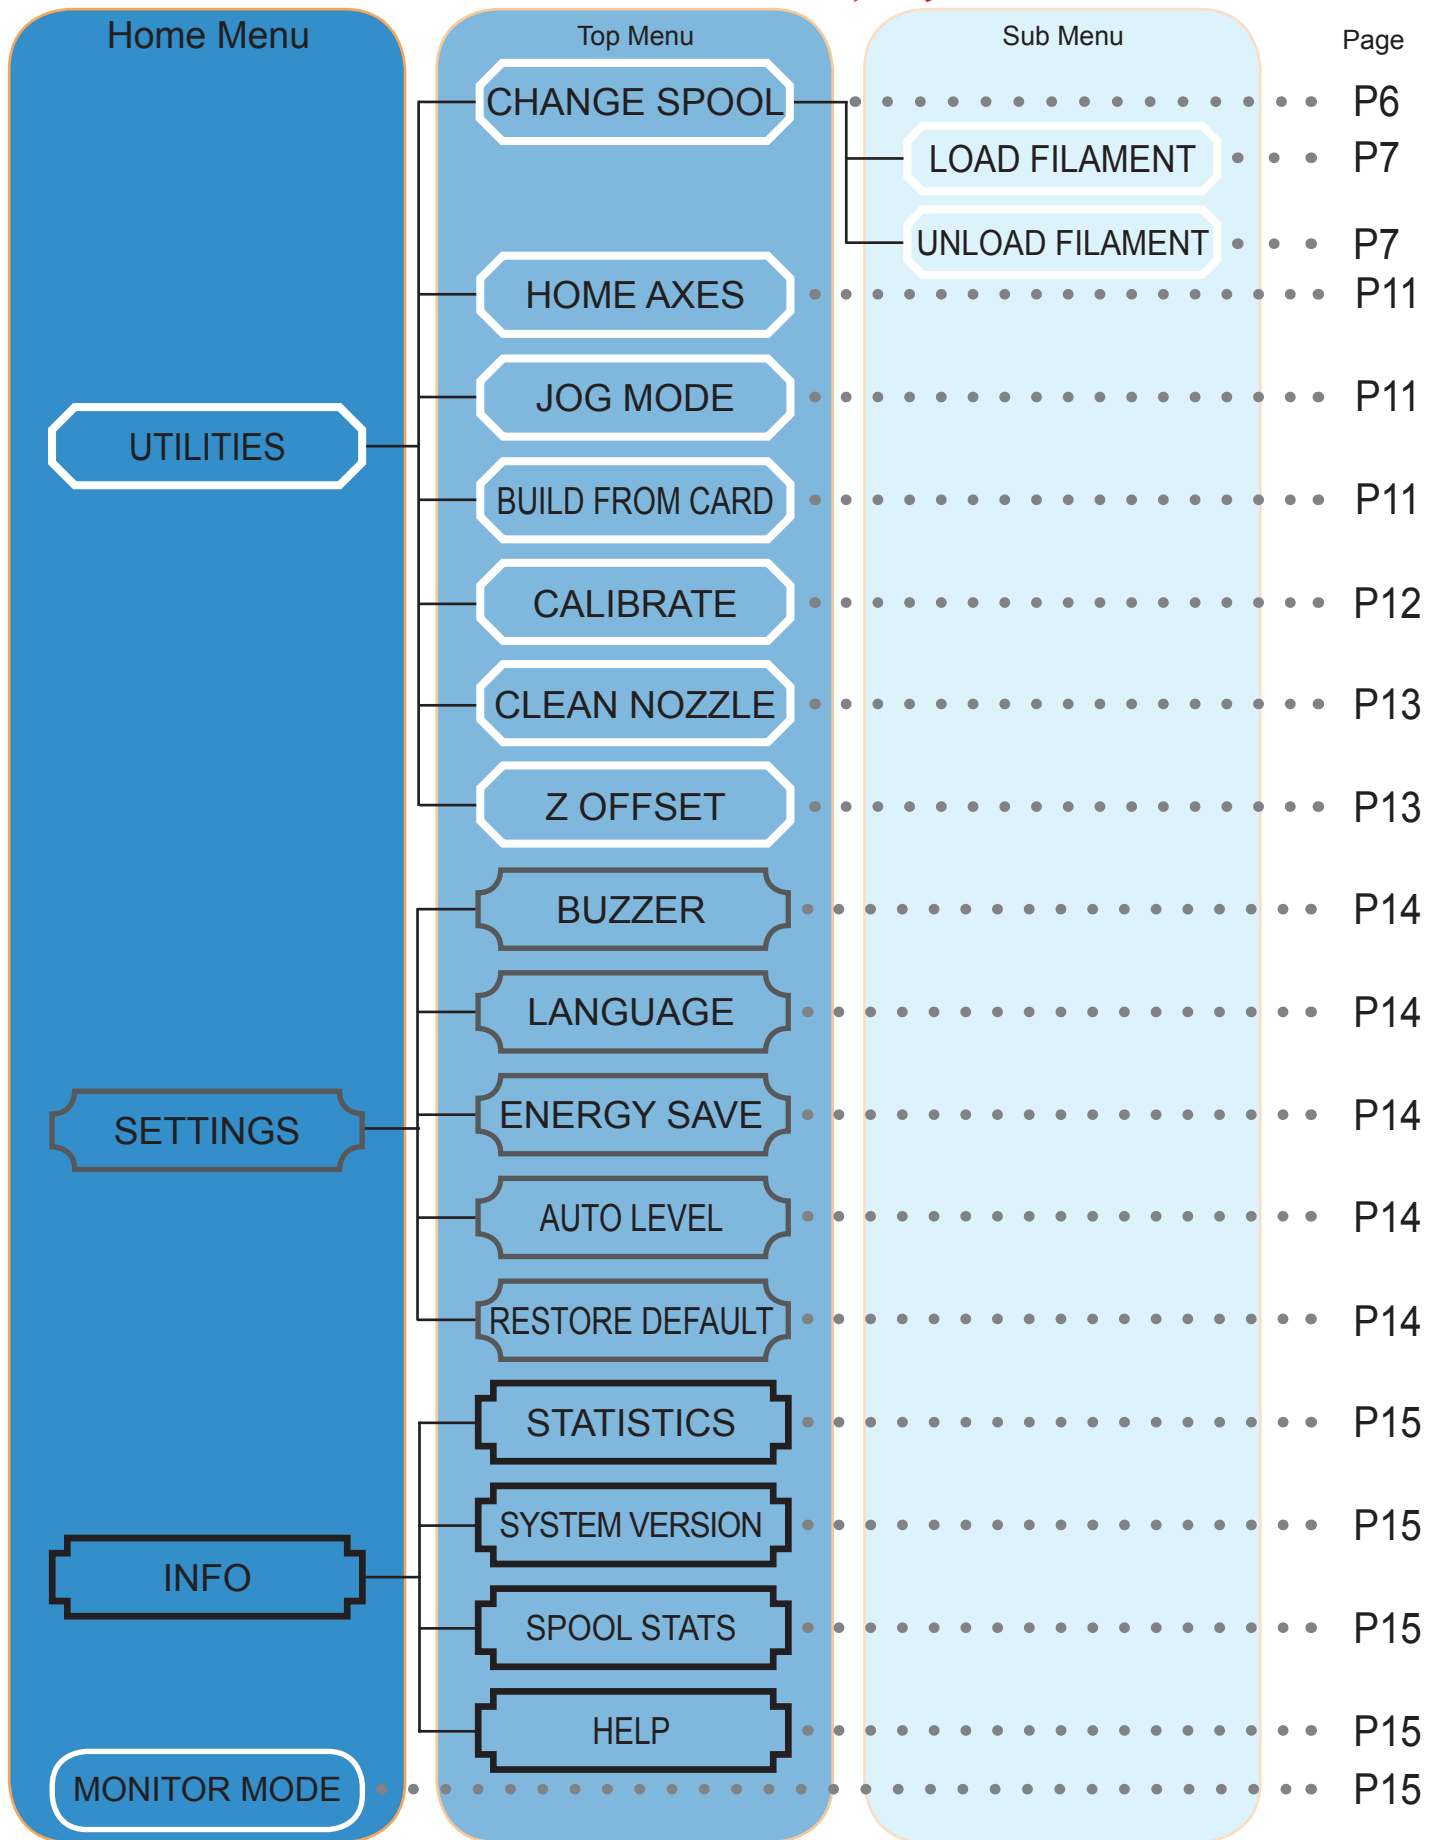 Home Menu
Top Menu
Sub Menu
Page
CHANGE SPOOL
P6
LOAD FILAMENT
P7
UNLOAD FILAMENT
P7
HOME AXES
P11
JOG MODE
P11
UTILITIES
BUILD FROM CARD
P11
CALIBRATE
P12
CLEAN NOZZLE
P13
Z OFFSET
P13
BUZZER
P14
LANGUAGE
P14
ENERGY SAVE
P14
SETTINGS
AUTO LEVEL
P14
RESTORE DEFAULT
P14
STATISTICS
P15
SYSTEM VERSION
P15
INFO
SPOOL STATS
P15
HELP
P15
MONITOR MODE
P15